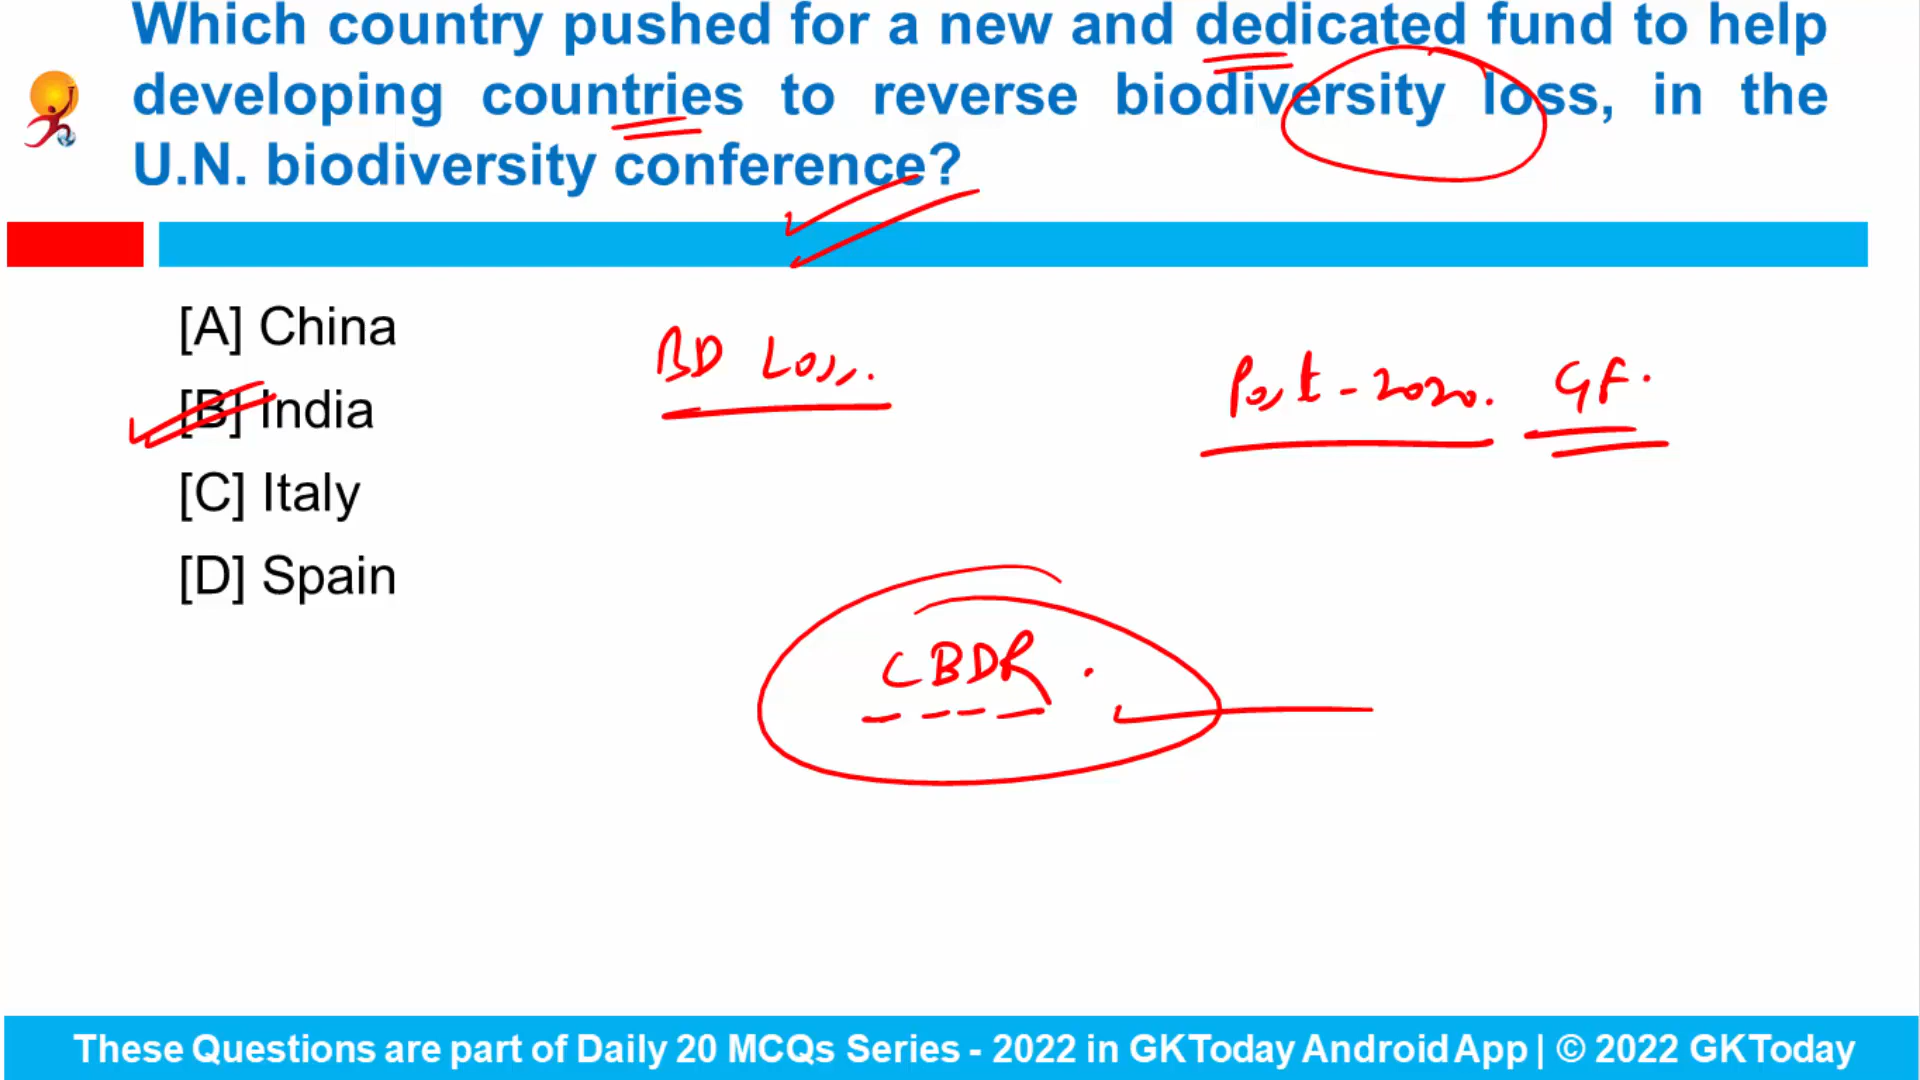 Which country pushed for a new and dedicated fund to help
developing countries to reverse biodiversity loss, in the
U.N. biodiversity conference?
[A] China
[B] India
[C] Italy
[D] Spain
BD Loss.
Post-2020. GF.
CBDR.
These Questions are part of Daily 20 MCQs Series - 2022 in GKToday Android App | © 2022 GKToday